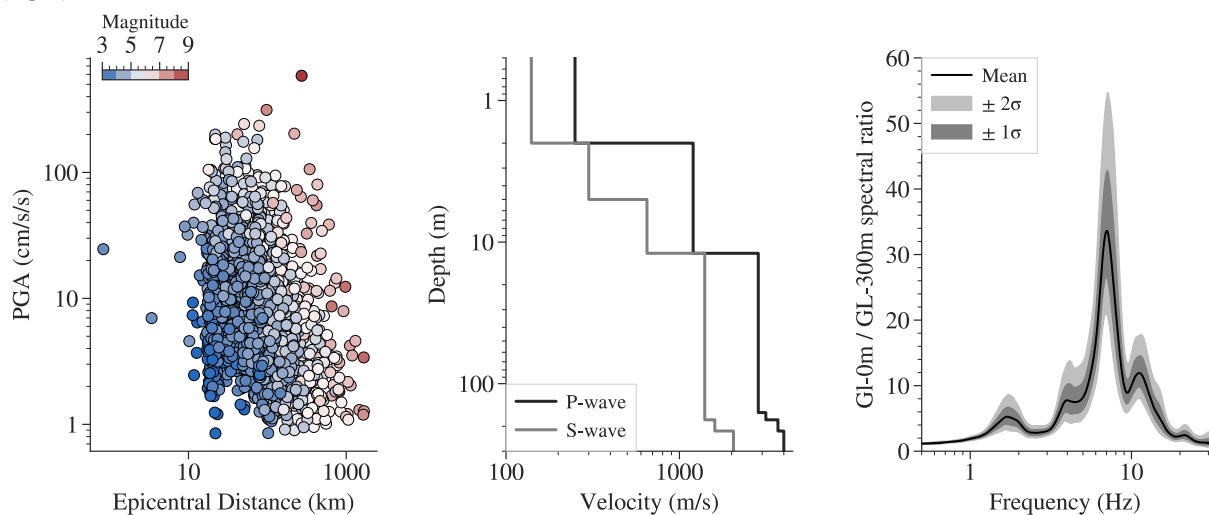 Magnitude
3 5 7 9
100
10
1
PGA (cm/s/s)
10 1000
Epicentral Distance (km)
1
10
100
Depth (m)
P-wave
S-wave
100 1000
Velocity (m/s)
60
50
40
30
20
10
0
Gl-0m / GL-300m spectral ratio
Mean
± 2σ
± 1σ
1 10
Frequency (Hz)